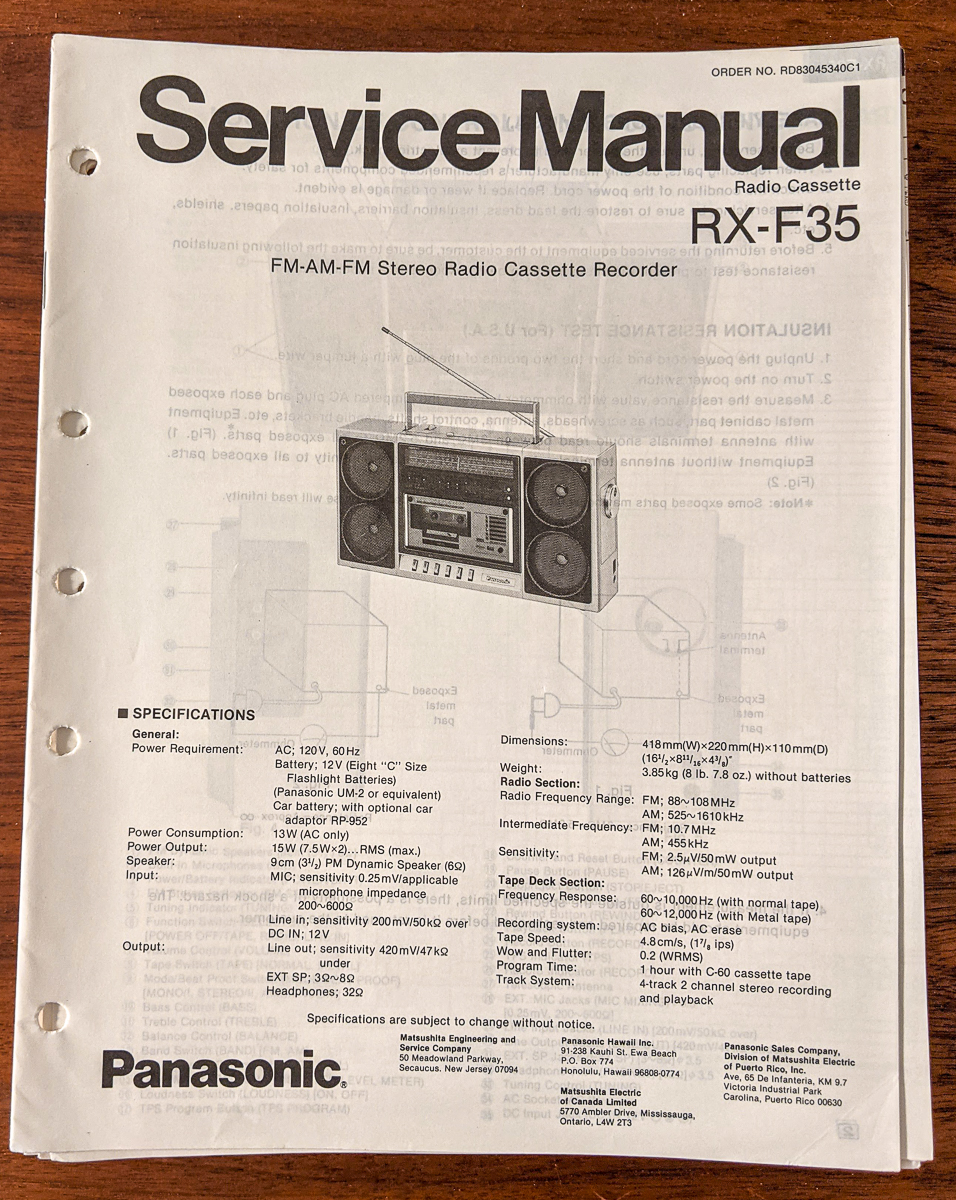 ORDER NO. RD83045340C1
Service Manual
Radio Cassette
RX-F35
FM-AM-FM Stereo Radio Cassette Recorder
Panasonic
■ SPECIFICATIONS
General:
Power Requirement: AC; 120V, 60Hz
Battery; 12V (Eight “C” Size
Flashlight Batteries)
(Panasonic UM-2 or equivalent)
Car battery; with optional car
adaptor RP-952
Power Consumption: 13W (AC only)
Power Output: 15W (7.5W×2)...RMS (max.)
Speaker: 9cm (3½) PM Dynamic Speaker (6Ω)
Input: MIC; sensitivity 0.25mV/applicable
microphone impedance
200~600Ω
Line in; sensitivity 200mV/50kΩ over
DC IN; 12V
Output: Line out; sensitivity 420mV/47kΩ
under
EXT SP; 3Ω~8Ω
Headphones; 32Ω
Dimensions: 418mm(W)×220mm(H)×110mm(D)
(16¹/₂×8¹¹/₁₆×4³/₈)″
Weight: 3.85kg (8 lb. 7.8 oz.) without batteries
Radio Section:
Radio Frequency Range: FM; 88~108MHz
AM; 525~1610kHz
Intermediate Frequency: FM; 10.7MHz
AM; 455kHz
Sensitivity: FM; 2.5μV/50mW output
AM; 126μV/m/50mW output
Tape Deck Section:
Frequency Response: 60~10,000Hz (with normal tape)
60~12,000Hz (with Metal tape)
Recording system: AC bias, AC erase
Tape Speed: 4.8cm/s, (1⁷/₈ ips)
Wow and Flutter: 0.2 (WRMS)
Program Time: 1 hour with C-60 cassette tape
Track System: 4-track 2 channel stereo recording
and playback
Specifications are subject to change without notice.
Panasonic®
Matsushita Engineering and
Service Company
50 Meadowland Parkway,
Secaucus. New Jersey 07094
Panasonic Hawaii Inc.
91-238 Kauhi St. Ewa Beach
P.O. Box 774
Honolulu, Hawaii 96808-0774
Matsushita Electric
of Canada Limited
5770 Ambler Drive, Mississauga,
Ontario, L4W 2T3
Panasonic Sales Company,
Division of Matsushita Electric
of Puerto Rico, Inc.
Ave, 65 De Infanteria, KM 9.7
Victoria Industrial Park
Carolina, Puerto Rico 00630